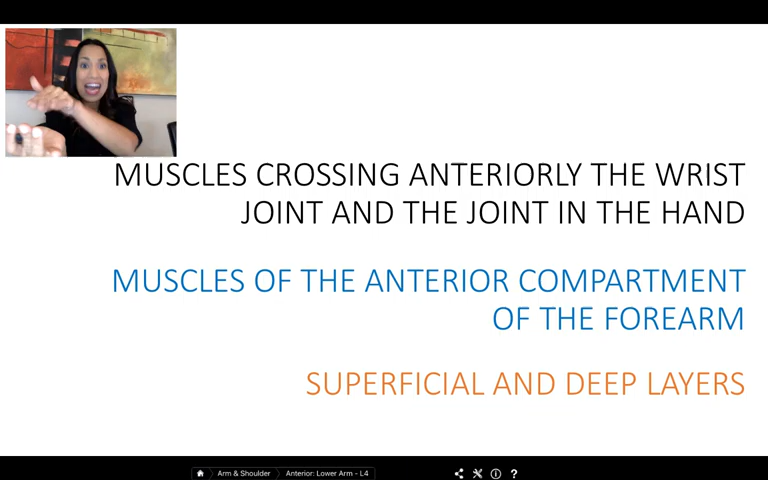 MUSCLES CROSSING ANTERIORLY THE WRIST
JOINT AND THE JOINT IN THE HAND
MUSCLES OF THE ANTERIOR COMPARTMENT
OF THE FOREARM
SUPERFICIAL AND DEEP LAYERS
Arm & Shoulder Anterior: Lower Arm - L4